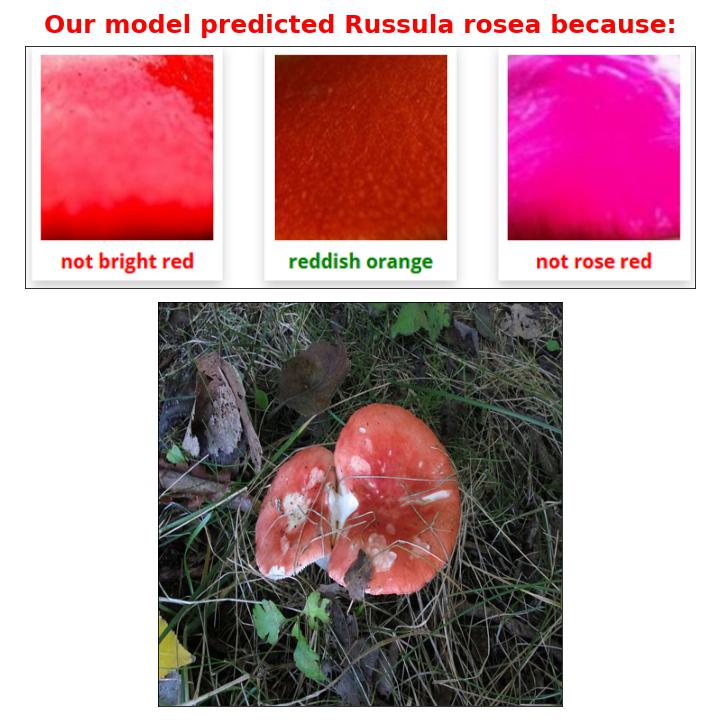 Our model predicted Russula rosea because:
not bright red
reddish orange
not rose red